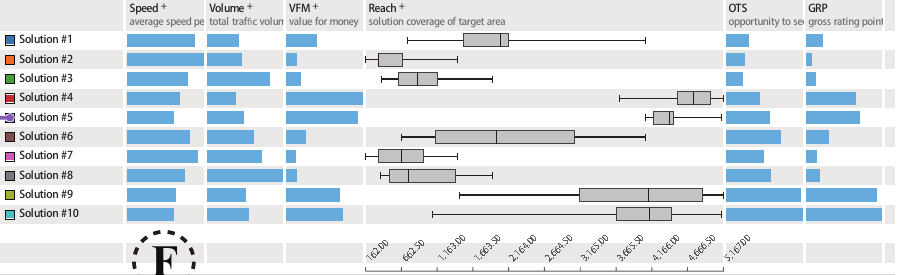 Speed + Volume + VFM + Reach + OTS GRP
average speed pe total traffic volum value for money solution coverage of target area opportunity to see gross rating point
Solution #1
Solution #2
Solution #3
Solution #4
Solution #5
Solution #6
Solution #7
Solution #8
Solution #9
Solution #10
162.00 662.50 1,163.00 1,663.50 2,164.00 2,664.50 3,165.00 3,665.50 4,166.00 4,666.50 5,167.00
F